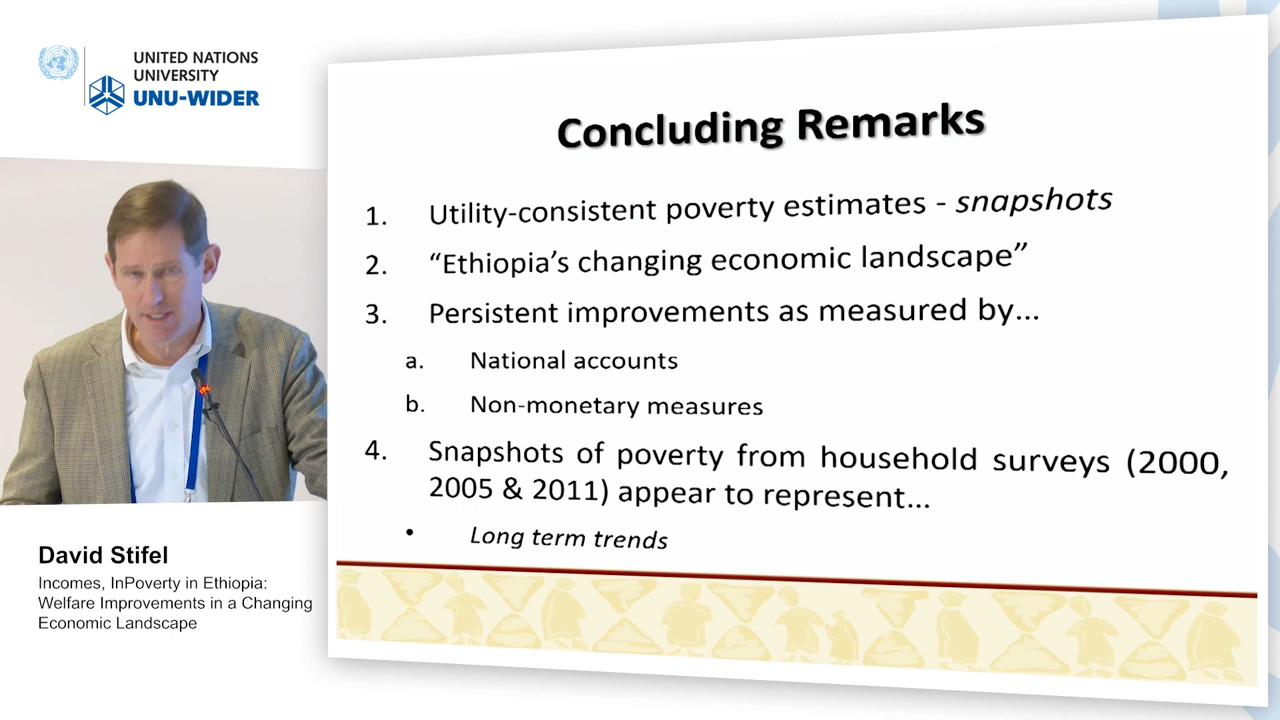 UNITED NATIONS
UNIVERSITY
UNU-WIDER
Concluding Remarks
1. Utility-consistent poverty estimates - snapshots
2. “Ethiopia’s changing economic landscape”
3. Persistent improvements as measured by...
a. National accounts
b. Non-monetary measures
4. Snapshots of poverty from household surveys (2000,
2005 & 2011) appear to represent...
• Long term trends
David Stifel
Incomes, InPoverty in Ethiopia:
Welfare Improvements in a Changing
Economic Landscape